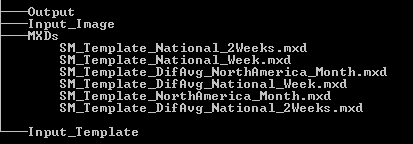 Output
Input_Image
MXDs
SM_Template_National_2Weeks.mxd
SM_Template_National_Week.mxd
SM_Template_DifAvg_NorthAmerica_Month.mxd
SM_Template_DifAvg_National_Week.mxd
SM_Template_NorthAmerica_Month.mxd
SM_Template_DifAvg_National_2Weeks.mxd
Input_Template